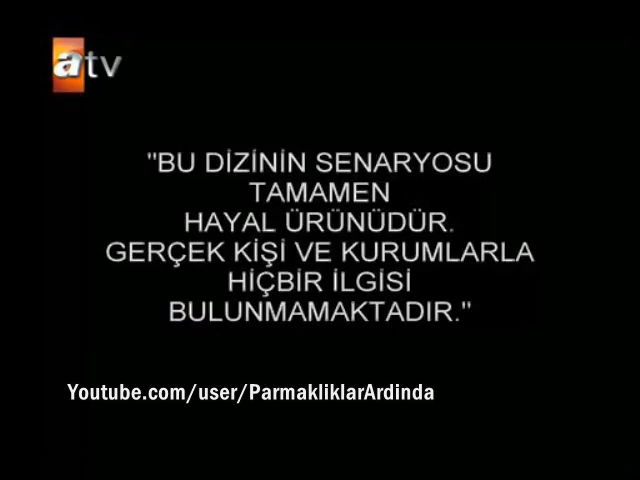 atv
"BU DİZİNİN SENARYOSU
TAMAMEN
HAYAL ÜRÜNÜDÜR.
GERÇEK KİŞİ VE KURUMLARLA
HİÇBİR İLGİSİ
BULUNMAMAKTADIR."
Youtube.com/user/ParmakliklarArdinda